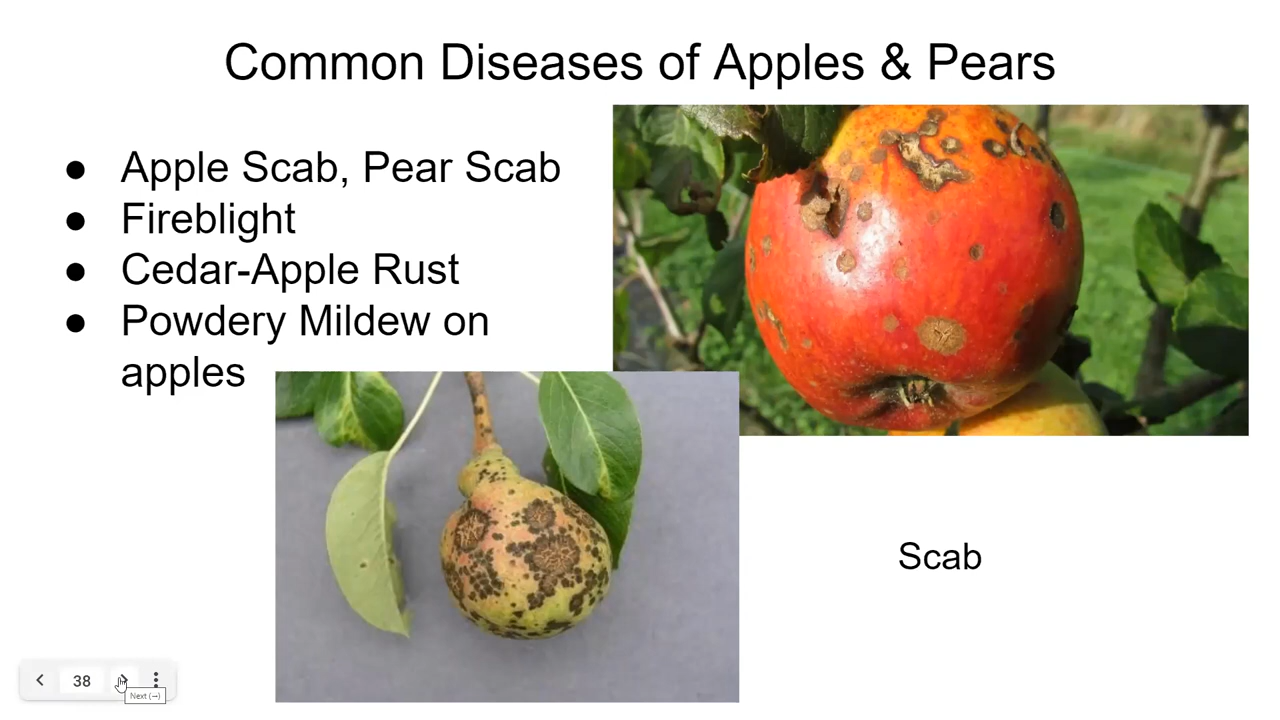 Common Diseases of Apples & Pears
● Apple Scab, Pear Scab
● Fireblight
● Cedar-Apple Rust
● Powdery Mildew on
apples
Scab
38
Next (→)